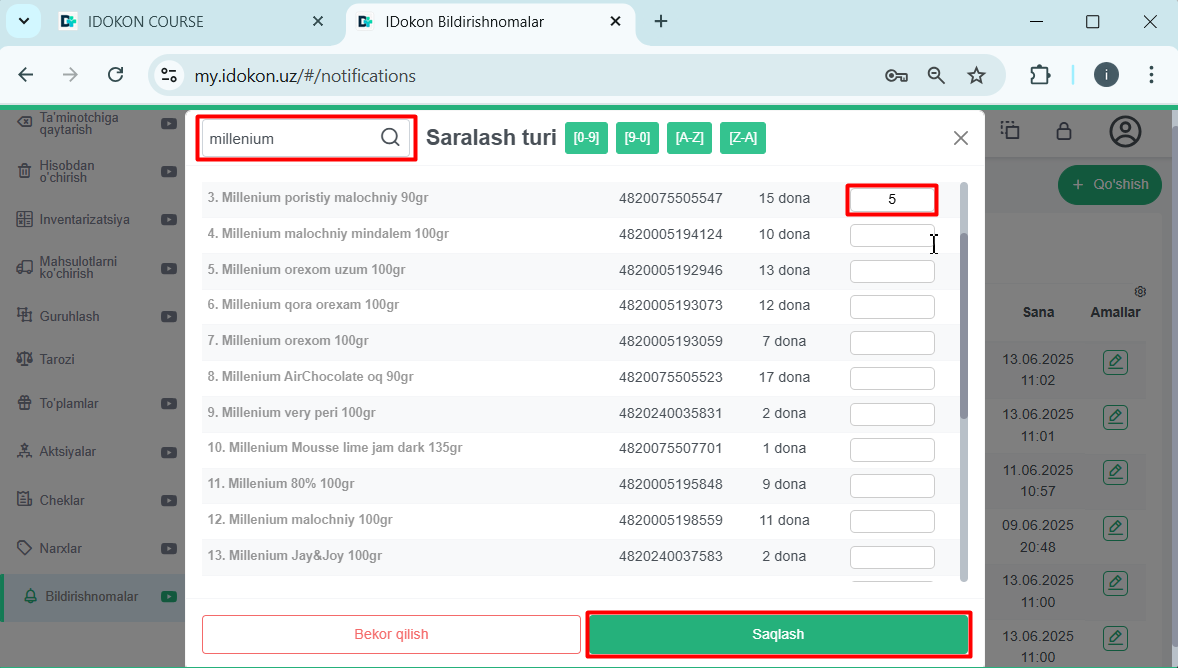 IDOKON COURSE
IDokon Bildirishnomalar
my.idokon.uz/#/notifications
i
Ta'minotchiga
qaytarish
Hisobdan
o'chirish
Inventarizatsiya
Mahsulotlarni
ko'chirish
Guruhlash
Tarozi
To'plamlar
Aktsiyalar
Cheklar
Narxlar
Bildirishnomalar
millenium
Saralash turi [0-9] [9-0] [A-Z] [Z-A]
3. Millenium poristiy malochniy 90gr 4820075505547 15 dona 5
4. Millenium malochniy mindalem 100gr 4820005194124 10 dona
5. Millenium orexom uzum 100gr 4820005192946 13 dona
6. Millenium qora orexam 100gr 4820005193073 12 dona
7. Millenium orexom 100gr 4820005193059 7 dona
8. Millenium AirChocolate oq 90gr 4820075505523 17 dona
9. Millenium very peri 100gr 4820240035831 2 dona
10. Millenium Mousse lime jam dark 135gr 4820075507701 1 dona
11. Millenium 80% 100gr 4820005195848 9 dona
12. Millenium malochniy 100gr 4820005198559 11 dona
13. Millenium Jay&Joy 100gr 4820240037583 2 dona
Bekor qilish
Saqlash
+ Qo'shish
Sana Amallar
13.06.2025
11:02
13.06.2025
11:01
11.06.2025
10:57
09.06.2025
20:48
13.06.2025
11:00
13.06.2025
11:00